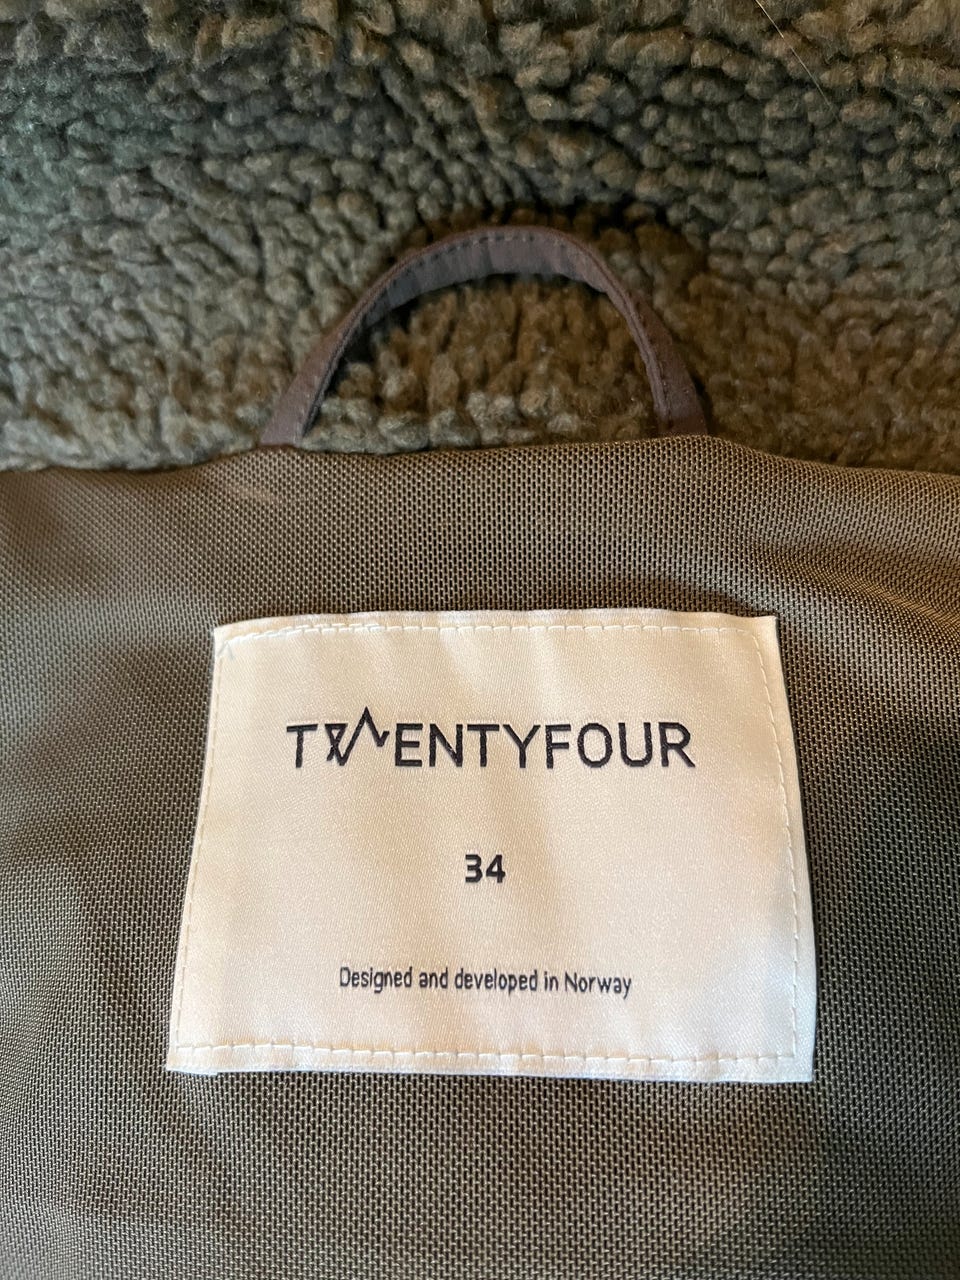 TWENTYFOUR
34
Designed and developed in Norway